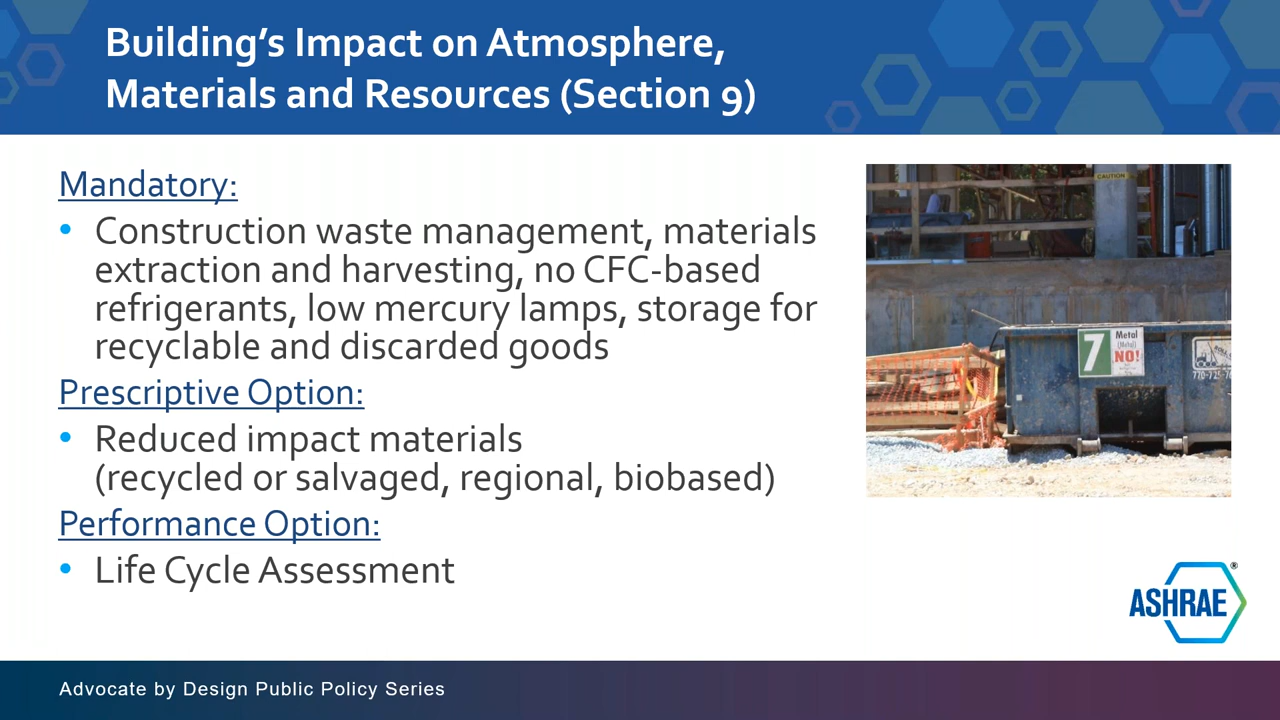 Building’s Impact on Atmosphere,
Materials and Resources (Section 9)
Mandatory:
• Construction waste management, materials
extraction and harvesting, no CFC-based
refrigerants, low mercury lamps, storage for
recyclable and discarded goods
Prescriptive Option:
• Reduced impact materials
(recycled or salvaged, regional, biobased)
Performance Option:
• Life Cycle Assessment
CAUTION
7
Metal
(Metal)
NO!
ASHRAE®
Advocate by Design Public Policy Series